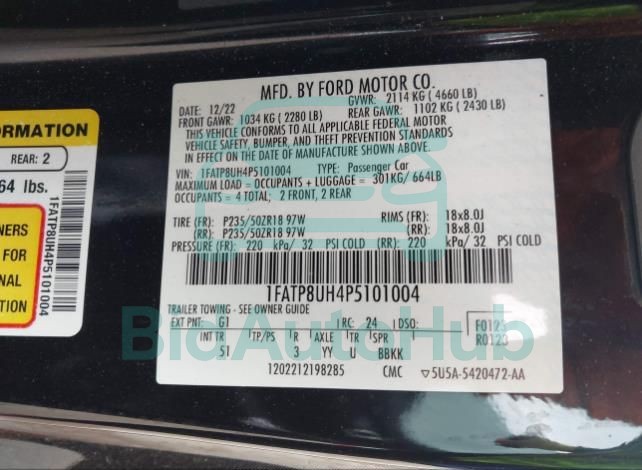 ORMATION
REAR: 2
64 lbs.
NERS
FOR
NAL
ATION
1FATP8UH4P5101004
MFD. BY FORD MOTOR CO.
12/22 GVWR: 2114 KG ( 4660 LB)
FRONT GAWR: 1034 KG ( 2280 LB) REAR GAWR: 1102 KG ( 2430 LB)
THIS VEHICLE CONFORMS TO ALL APPLICABLE FEDERAL MOTOR
VEHICLE SAFETY, BUMPER, AND THEFT PREVENTION STANDARDS
IN EFFECT ON THE DATE OF MANUFACTURE SHOWN ABOVE.
VIN: 1FATP8UH4P5101004 TYPE: Passenger Car
MAXIMUM LOAD = OCCUPANTS + LUGGAGE = 301KG/ 664LB
OCCUPANTS = 4 TOTAL; 2 FRONT, 2 REAR
TIRE (FR): P235/50ZR18 97W RIMS (FR): 18x8.0J
(RR): P235/50ZR18 97W (RR): 18x8.0J
PRESSURE (FR): 220 kPa/ 32 PSI COLD (RR): 220 kPa/ 32 PSI COLD
1FATP8UH4P5101004
TRAILER TOWING - SEE OWNER GUIDE
EXT PNT: G1 RC: 24 DSO: F0123
R0123
INT TR TP/PS R AXLE TR SPR
51 3 YY U BBKK
1202212198285 CMC ▽5U5A-5420472-AA
BidAutoHub